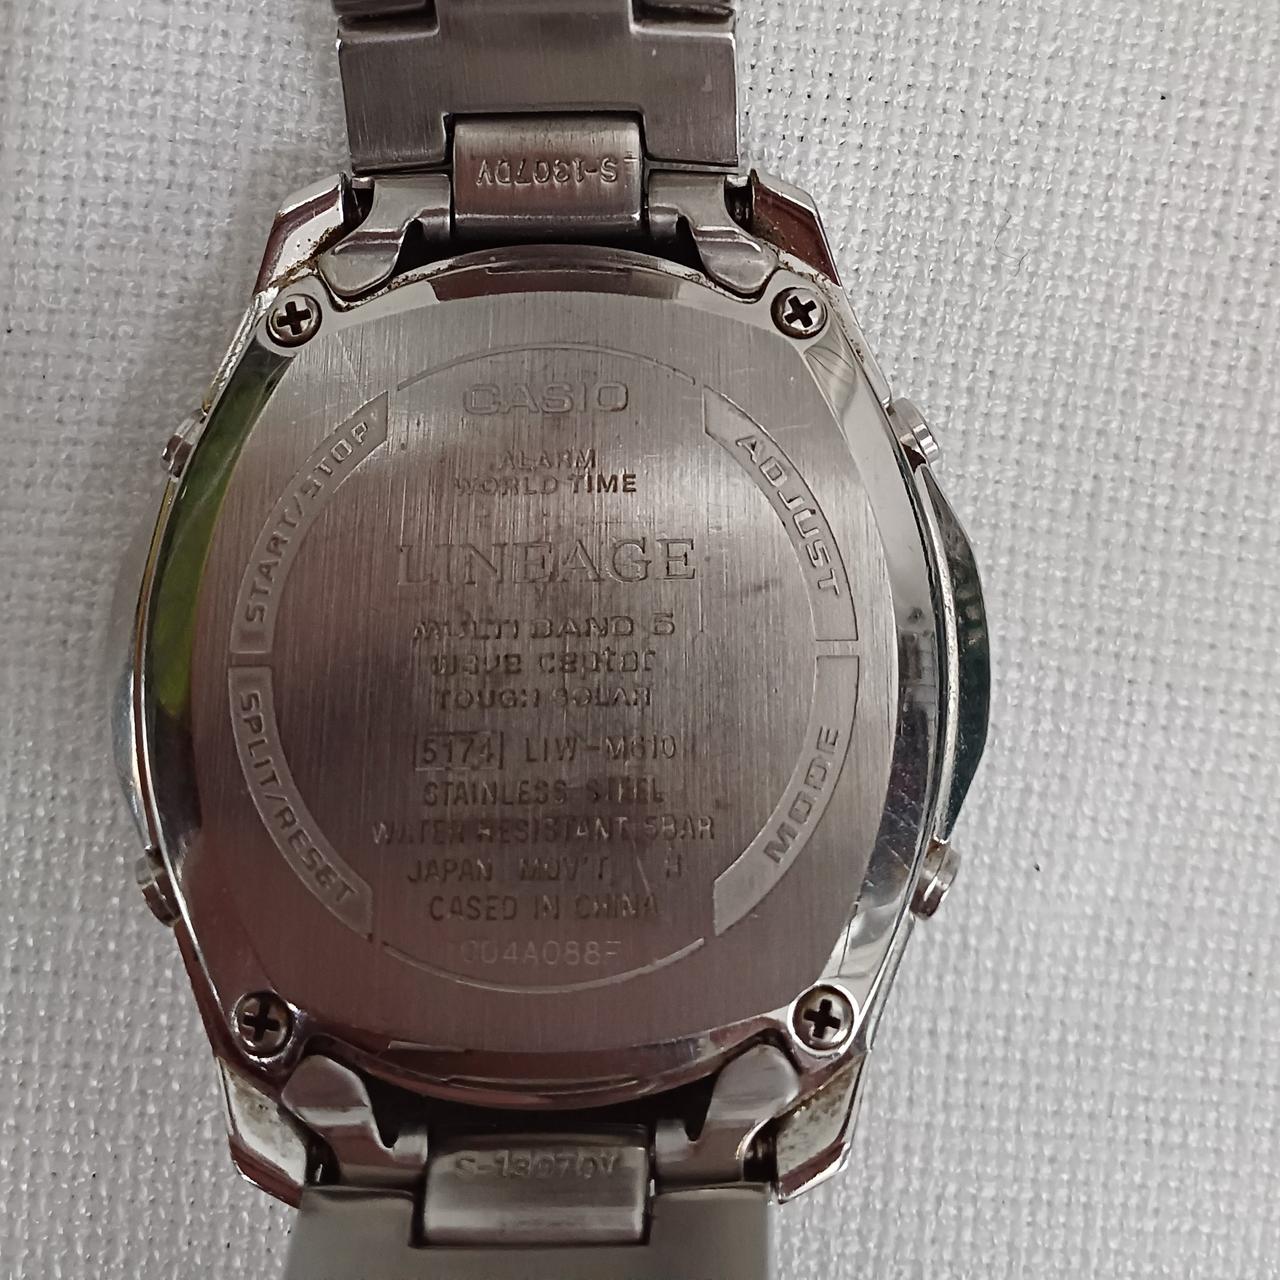 S-1307DV
CASIO
ALARM
WORLD TIME
START/STOP
ADJUST
LINEAGE
MULTI BAND 5
wave ceptor
TOUGH SOLAR
5174 LIW-M610
SPLIT/RESET
MODE
STAINLESS STEEL
WATER RESISTANT 5BAR
JAPAN MOV'T H
CASED IN CHINA
S-1307DV